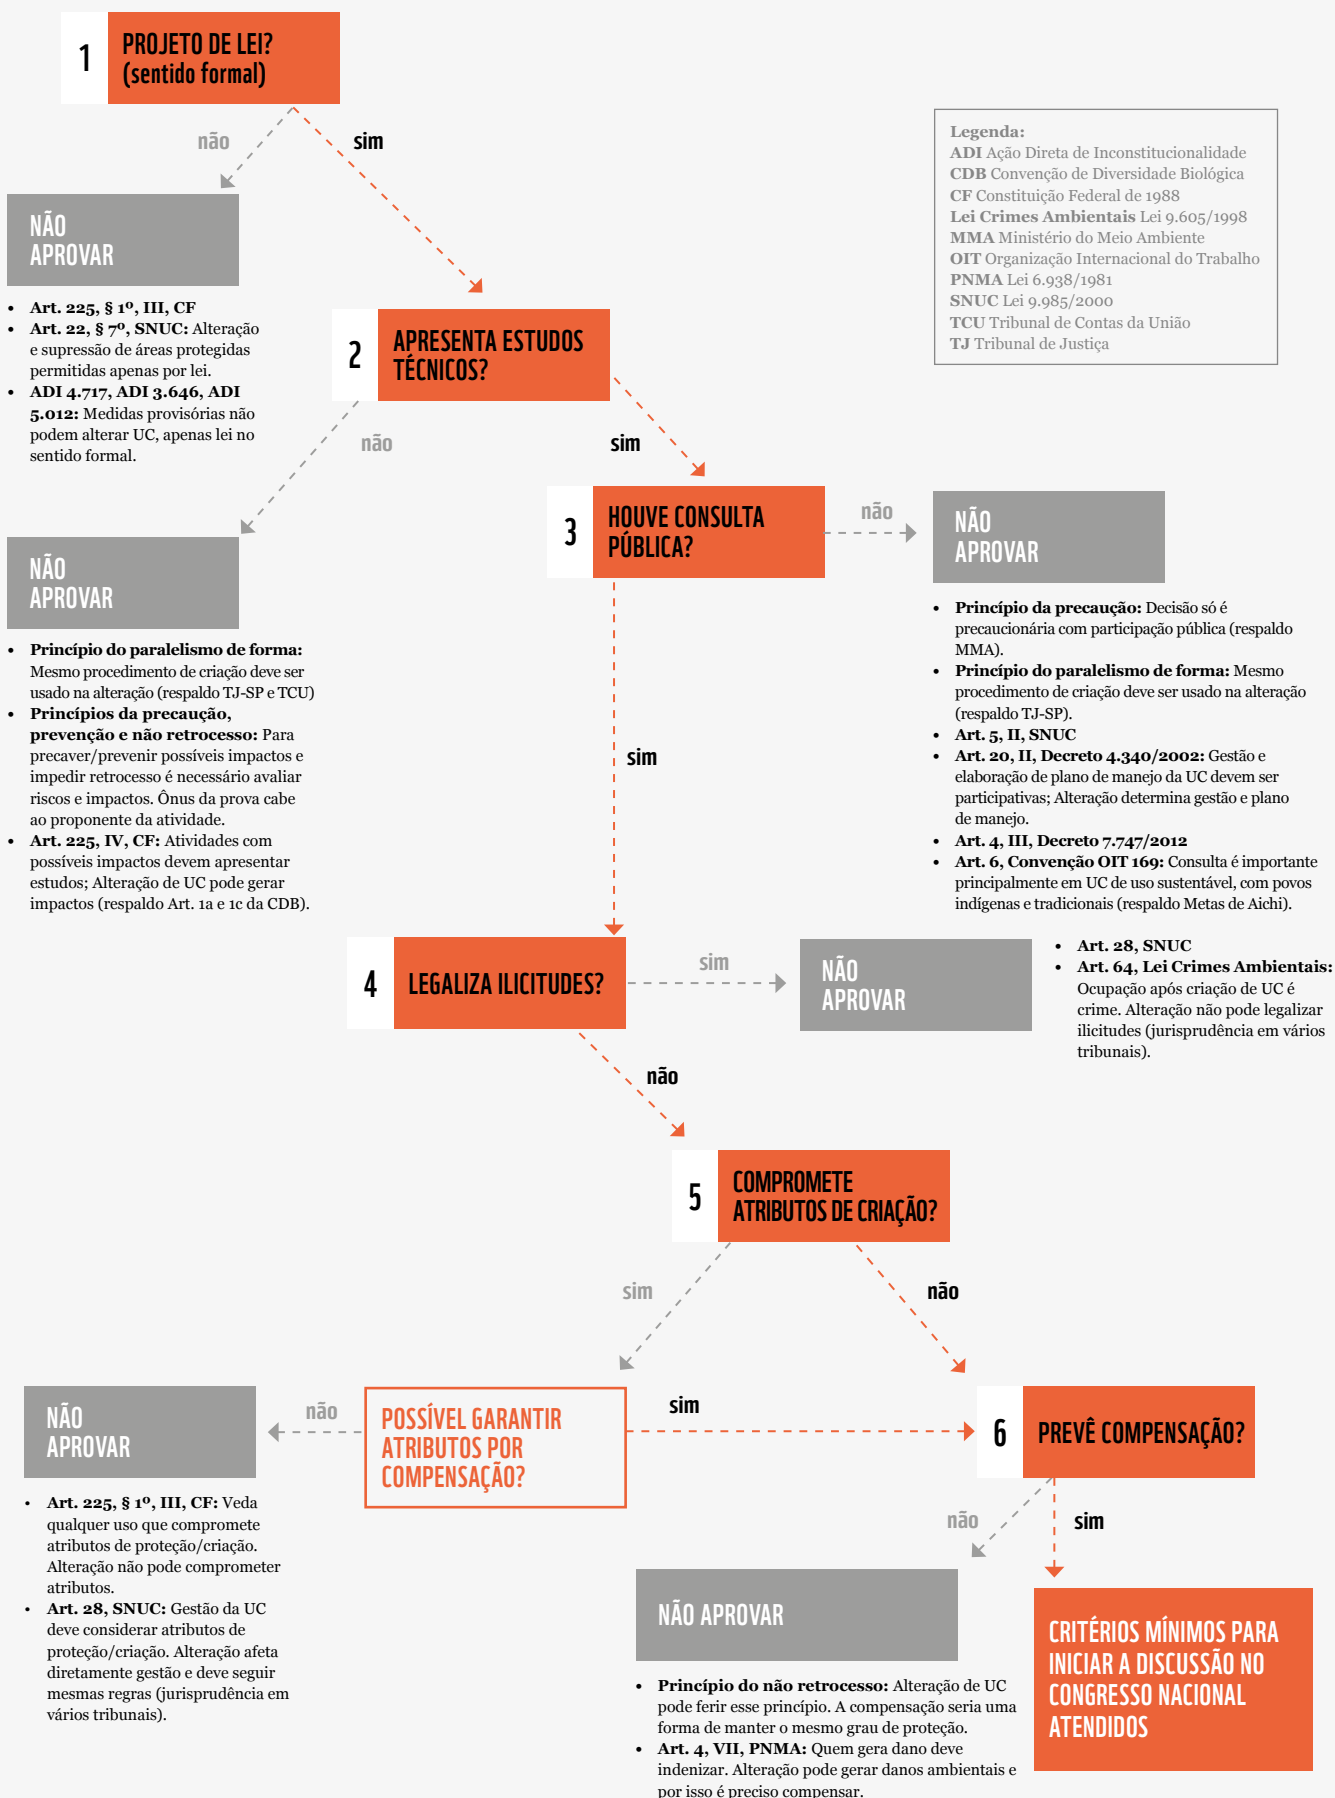 1
PROJETO DE LEI?
(sentido formal)
não
sim
Legenda:
ADI Ação Direta de Inconstitucionalidade
CDB Convenção de Diversidade Biológica
CF Constituição Federal de 1988
Lei Crimes Ambientais Lei 9.605/1998
MMA Ministério do Meio Ambiente
OIT Organização Internacional do Trabalho
PNMA Lei 6.938/1981
SNUC Lei 9.985/2000
TCU Tribunal de Contas da União
TJ Tribunal de Justiça
NÃO
APROVAR
• Art. 225, § 1º, III, CF
• Art. 22, § 7º, SNUC: Alteração
e supressão de áreas protegidas
permitidas apenas por lei.
• ADI 4.717, ADI 3.646, ADI
5.012: Medidas provisórias não
podem alterar UC, apenas lei no
sentido formal.
2
APRESENTA ESTUDOS
TÉCNICOS?
não
sim
NÃO
APROVAR
• Princípio do paralelismo de forma:
Mesmo procedimento de criação deve ser
usado na alteração (respaldo TJ-SP e TCU)
• Princípios da precaução,
prevenção e não retrocesso: Para
precaver/prevenir possíveis impactos e
impedir retrocesso é necessário avaliar
riscos e impactos. Ônus da prova cabe
ao proponente da atividade.
• Art. 225, IV, CF: Atividades com
possíveis impactos devem apresentar
estudos; Alteração de UC pode gerar
impactos (respaldo Art. 1a e 1c da CDB).
3
HOUVE CONSULTA
PÚBLICA?
não
sim
NÃO
APROVAR
• Princípio da precaução: Decisão só é
precaucionária com participação pública (respaldo
MMA).
• Princípio do paralelismo de forma: Mesmo
procedimento de criação deve ser usado na alteração
(respaldo TJ-SP).
• Art. 5, II, SNUC
• Art. 20, II, Decreto 4.340/2002: Gestão e
elaboração de plano de manejo da UC devem ser
participativas; Alteração determina gestão e plano
de manejo.
• Art. 4, III, Decreto 7.747/2012
• Art. 6, Convenção OIT 169: Consulta é importante
principalmente em UC de uso sustentável, com povos
indígenas e tradicionais (respaldo Metas de Aichi).
4
LEGALIZA ILICITUDES?
sim
não
NÃO
APROVAR
• Art. 28, SNUC
• Art. 64, Lei Crimes Ambientais:
Ocupação após criação de UC é
crime. Alteração não pode legalizar
ilicitudes (jurisprudência em vários
tribunais).
5
COMPROMETE
ATRIBUTOS DE CRIAÇÃO?
sim
não
POSSÍVEL GARANTIR
ATRIBUTOS POR
COMPENSAÇÃO?
não
sim
NÃO
APROVAR
• Art. 225, § 1º, III, CF: Veda
qualquer uso que compromete
atributos de proteção/criação.
Alteração não pode comprometer
atributos.
• Art. 28, SNUC: Gestão da UC
deve considerar atributos de
proteção/criação. Alteração afeta
diretamente gestão e deve seguir
mesmas regras (jurisprudência em
vários tribunais).
6
PREVÊ COMPENSAÇÃO?
não
sim
NÃO APROVAR
• Princípio do não retrocesso: Alteração de UC
pode ferir esse princípio. A compensação seria uma
forma de manter o mesmo grau de proteção.
• Art. 4, VII, PNMA: Quem gera dano deve
indenizar. Alteração pode gerar danos ambientais e
por isso é preciso compensar.
CRITÉRIOS MÍNIMOS PARA
INICIAR A DISCUSSÃO NO
CONGRESSO NACIONAL
ATENDIDOS